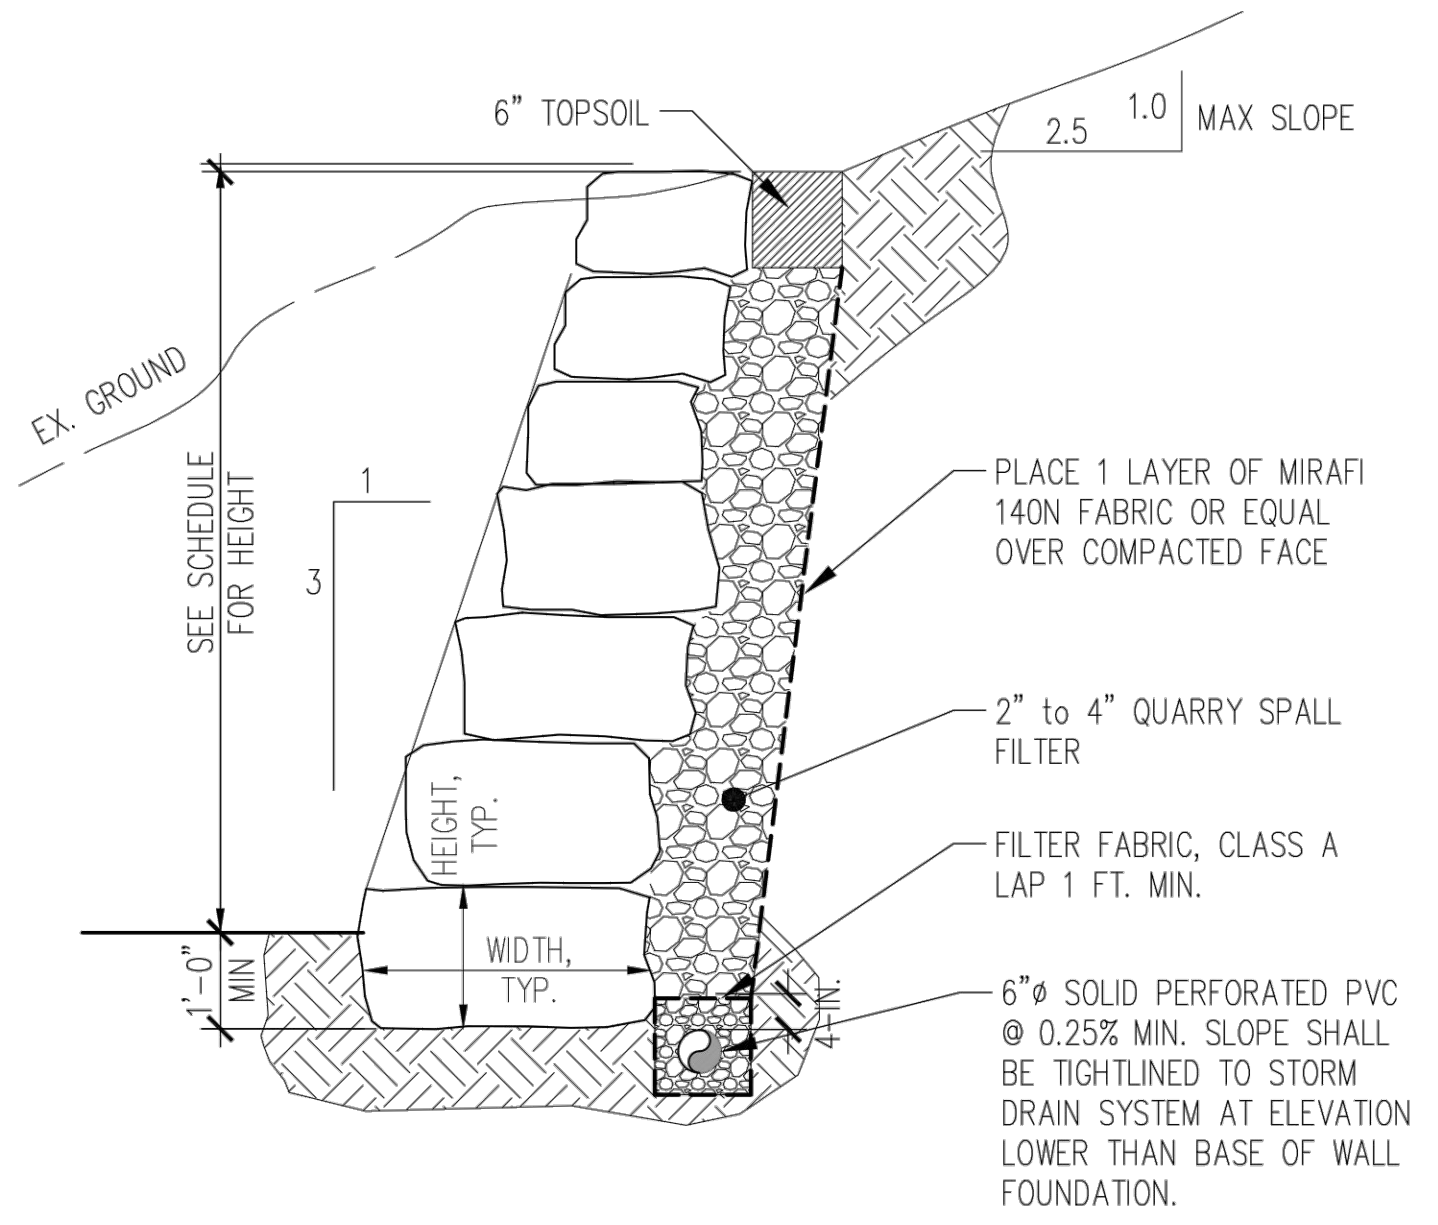 6” TOPSOIL
1.0
2.5
MAX SLOPE
EX. GROUND
SEE SCHEDULE
FOR HEIGHT
1
3
PLACE 1 LAYER OF MIRAFI
140N FABRIC OR EQUAL
OVER COMPACTED FACE
2” to 4” QUARRY SPALL
FILTER
HEIGHT,
TYP.
FILTER FABRIC, CLASS A
LAP 1 FT. MIN.
WIDTH,
TYP.
1'-0”
MIN
4-IN.
6”ø SOLID PERFORATED PVC
@ 0.25% MIN. SLOPE SHALL
BE TIGHTLINED TO STORM
DRAIN SYSTEM AT ELEVATION
LOWER THAN BASE OF WALL
FOUNDATION.